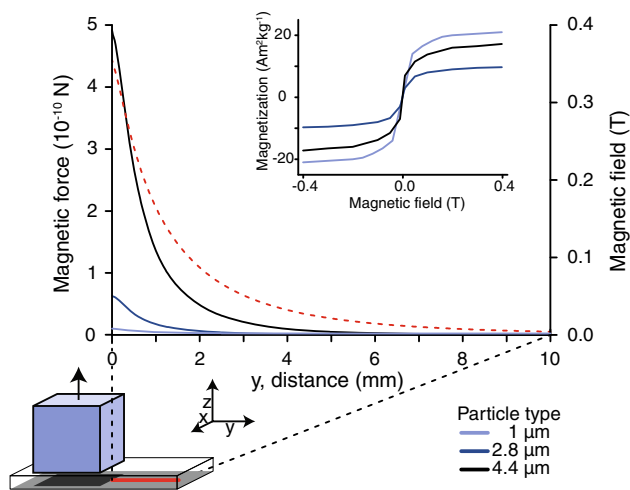 5
4
3
2
1
0
Magnetic force (10⁻¹⁰ N)
0.4
0.3
0.2
0.1
0.0
Magnetic field (T)
0
2
4
6
8
10
y, distance (mm)
20
0
-20
Magnetization (Am²kg⁻¹)
-0.4
0.0
0.4
Magnetic field (T)
z
x
y
Particle type
1 µm
2.8 µm
4.4 µm